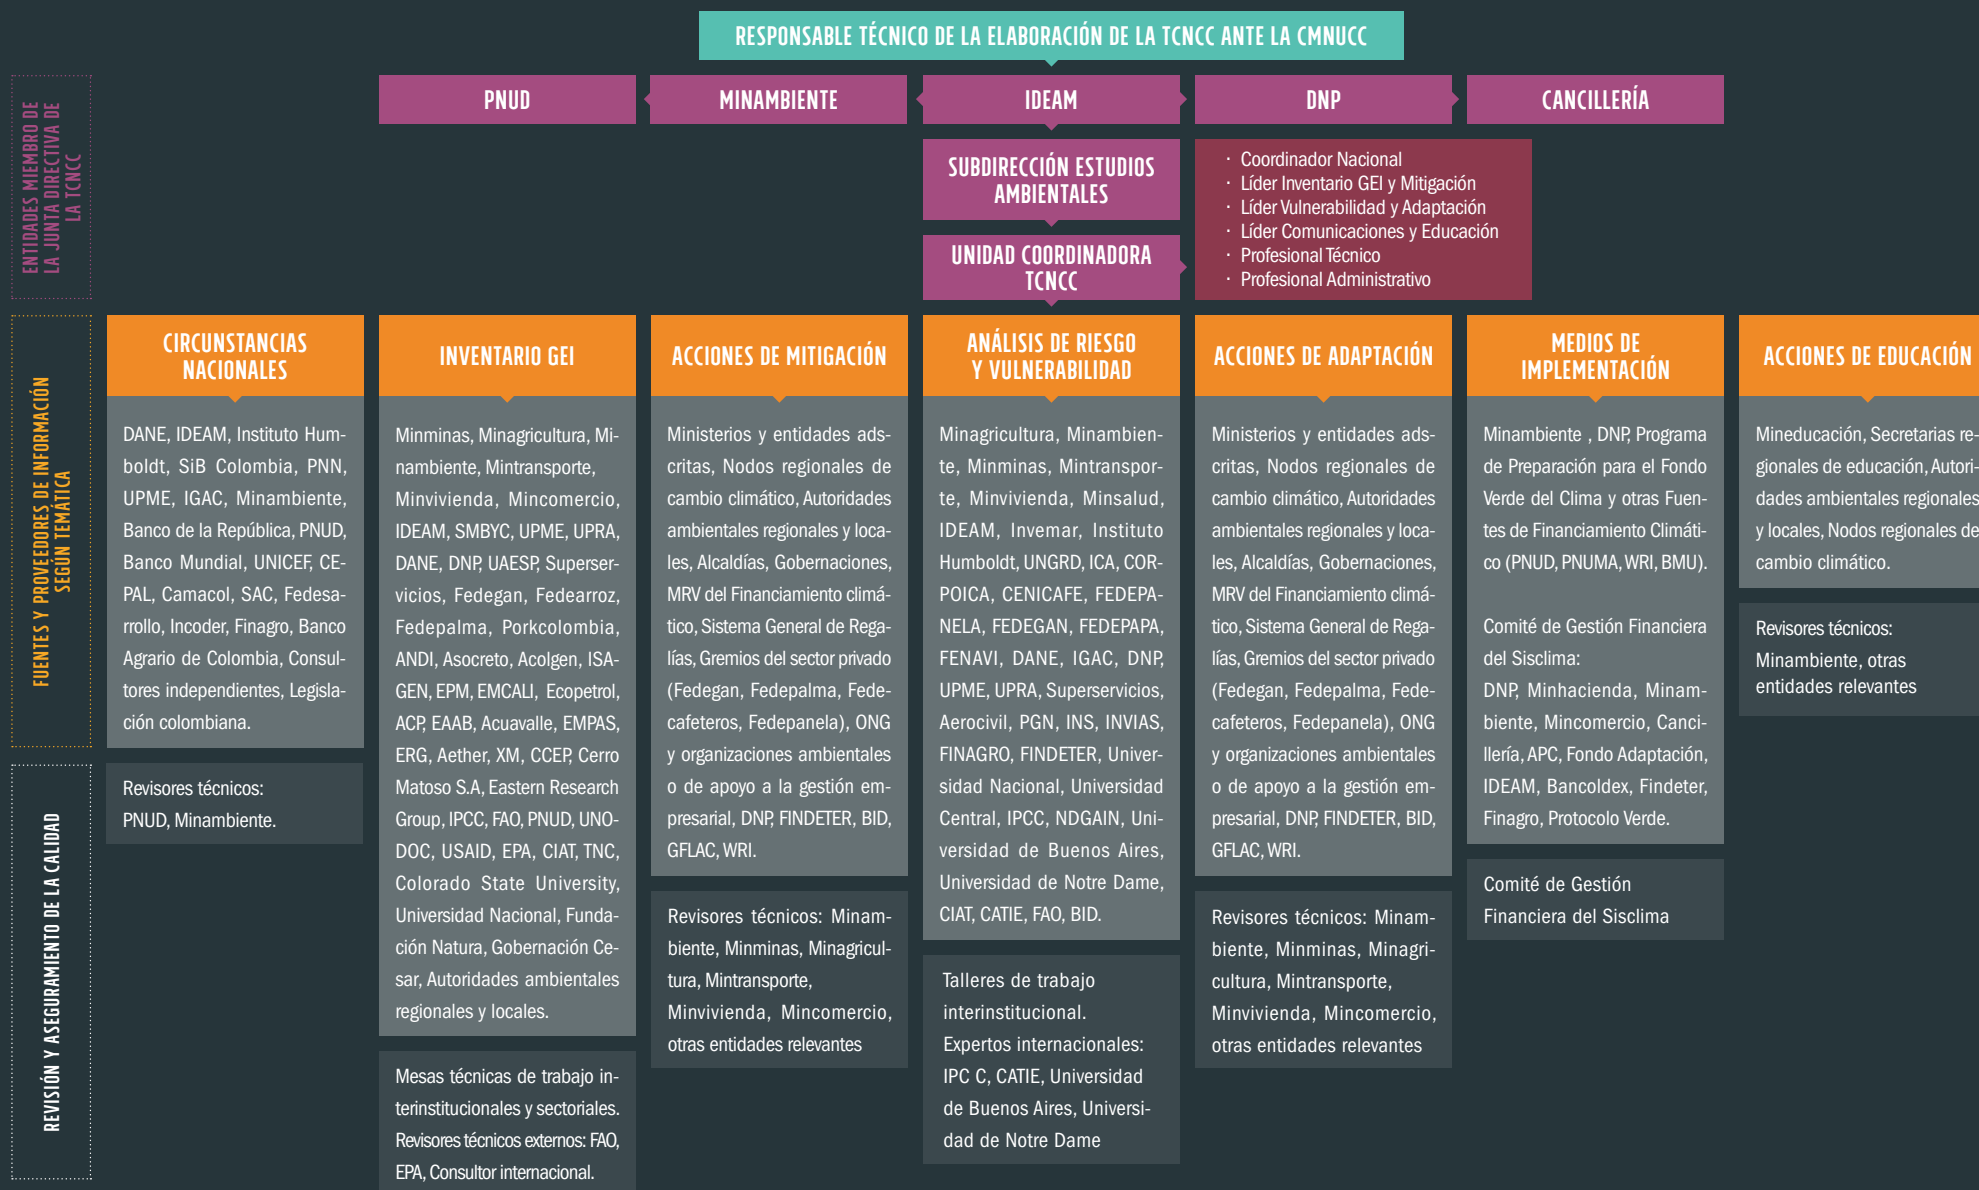 RESPONSABLE TÉCNICO DE LA ELABORACIÓN DE LA TCNCC ANTE LA CMNUCC
ENTIDADES MIEMBRO DE
LA JUNTA DIRECTIVA DE
LA TCNCC
PNUD
MINAMBIENTE
IDEAM
DNP
CANCILLERÍA
SUBDIRECCIÓN ESTUDIOS
AMBIENTALES
UNIDAD COORDINADORA
TCNCC
· Coordinador Nacional
· Líder Inventario GEI y Mitigación
· Líder Vulnerabilidad y Adaptación
· Líder Comunicaciones y Educación
· Profesional Técnico
· Profesional Administrativo
FUENTES Y PROVEEDORES DE INFORMACIÓN
SEGÚN TEMÁTICA
REVISIÓN Y ASEGURAMIENTO DE LA CALIDAD
CIRCUNSTANCIAS
NACIONALES
DANE, IDEAM, Instituto Hum-
boldt, SiB Colombia, PNN,
UPME, IGAC, Minambiente,
Banco de la República, PNUD,
Banco Mundial, UNICEF, CE-
PAL, Camacol, SAC, Fedesa-
rrollo, Incoder, Finagro, Banco
Agrario de Colombia, Consul-
tores independientes, Legisla-
ción colombiana.
Revisores técnicos:
PNUD, Minambiente.
INVENTARIO GEI
Minminas, Minagricultura, Mi-
nambiente, Mintransporte,
Minvivienda, Mincomercio,
IDEAM, SMBYC, UPME, UPRA,
DANE, DNP, UAESP, Superser-
vicios, Fedegan, Fedearroz,
Fedepalma, Porkcolombia,
ANDI, Asocreto, Acolgen, ISA-
GEN, EPM, EMCALI, Ecopetrol,
ACP, EAAB, Acuavalle, EMPAS,
ERG, Aether, XM, CCEP, Cerro
Matoso S.A, Eastern Research
Group, IPCC, FAO, PNUD, UNO-
DOC, USAID, EPA, CIAT, TNC,
Colorado State University,
Universidad Nacional, Funda-
ción Natura, Gobernación Ce-
sar, Autoridades ambientales
regionales y locales.
Mesas técnicas de trabajo in-
terinstitucionales y sectoriales.
Revisores técnicos externos: FAO,
EPA, Consultor internacional.
ACCIONES DE MITIGACIÓN
Ministerios y entidades ads-
critas, Nodos regionales de
cambio climático, Autoridades
ambientales regionales y loca-
les, Alcaldías, Gobernaciones,
MRV del Financiamiento climá-
tico, Sistema General de Rega-
lías, Gremios del sector privado
(Fedegan, Fedepalma, Fede-
cafeteros, Fedepanela), ONG
y organizaciones ambientales
o de apoyo a la gestión em-
presarial, DNP, FINDETER, BID,
GFLAC, WRI.
Revisores técnicos: Minam-
biente, Minminas, Minagricul-
tura, Mintransporte,
Minvivienda, Mincomercio,
otras entidades relevantes
ANÁLISIS DE RIESGO
Y VULNERABILIDAD
Minagricultura, Minambien-
te, Minminas, Mintranspor-
te, Minvivienda, Minsalud,
IDEAM, Invemar, Instituto
Humboldt, UNGRD, ICA, COR-
POICA, CENICAFE, FEDEPA-
NELA, FEDEGAN, FEDEPAPA,
FENAVI, DANE, IGAC, DNP,
UPME, UPRA, Superservicios,
Aerocivil, PGN, INS, INVIAS,
FINAGRO, FINDETER, Univer-
sidad Nacional, Universidad
Central, IPCC, NDGAIN, Uni-
versidad de Buenos Aires,
Universidad de Notre Dame,
CIAT, CATIE, FAO, BID.
Talleres de trabajo
interinstitucional.
Expertos internacionales:
IPC C, CATIE, Universidad
de Buenos Aires, Universi-
dad de Notre Dame
ACCIONES DE ADAPTACIÓN
Ministerios y entidades ads-
critas, Nodos regionales de
cambio climático, Autoridades
ambientales regionales y loca-
les, Alcaldías, Gobernaciones,
MRV del Financiamiento climá-
tico, Sistema General de Rega-
lías, Gremios del sector privado
(Fedegan, Fedepalma, Fede-
cafeteros, Fedepanela), ONG
y organizaciones ambientales
o de apoyo a la gestión em-
presarial, DNP, FINDETER, BID,
GFLAC, WRI.
Revisores técnicos: Minam-
biente, Minminas, Minagri-
cultura, Mintransporte,
Minvivienda, Mincomercio,
otras entidades relevantes
MEDIOS DE
IMPLEMENTACIÓN
Minambiente , DNP, Programa
de Preparación para el Fondo
Verde del Clima y otras Fuen-
tes de Financiamiento Climáti-
co (PNUD, PNUMA, WRI, BMU).
Comité de Gestión Financiera
del Sisclima:
DNP, Minhacienda, Minam-
biente, Mincomercio, Canci-
llería, APC, Fondo Adaptación,
IDEAM, Bancoldex, Findeter,
Finagro, Protocolo Verde.
Comité de Gestión
Financiera del Sisclima
ACCIONES DE EDUCACIÓN
Mineducación, Secretarias re-
gionales de educación, Autori-
dades ambientales regionales
y locales, Nodos regionales de
cambio climático.
Revisores técnicos:
Minambiente, otras
entidades relevantes